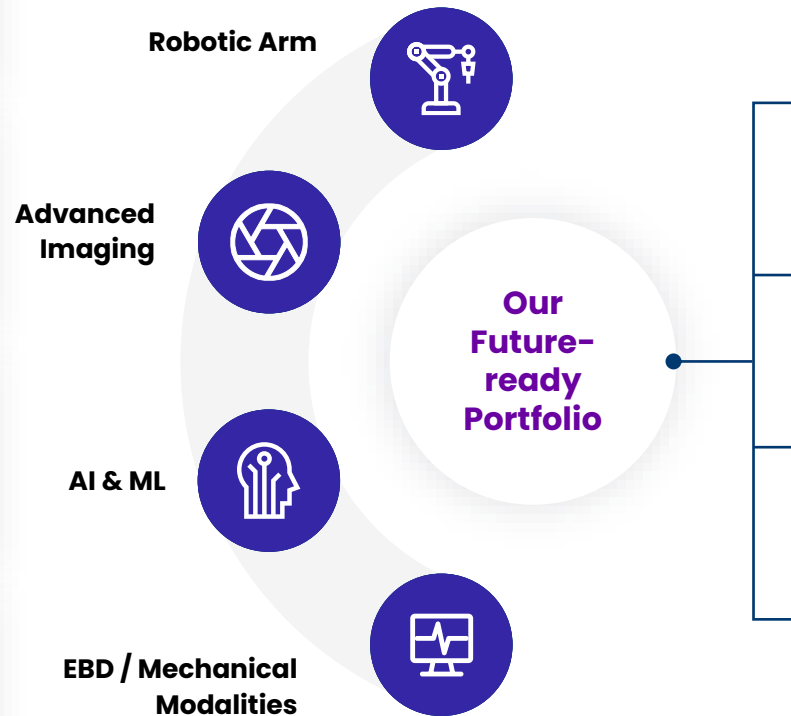 Robotic Arm
Advanced
Imaging
Our
Future-
ready
Portfolio
AI & ML
EBD / Mechanical
Modalities